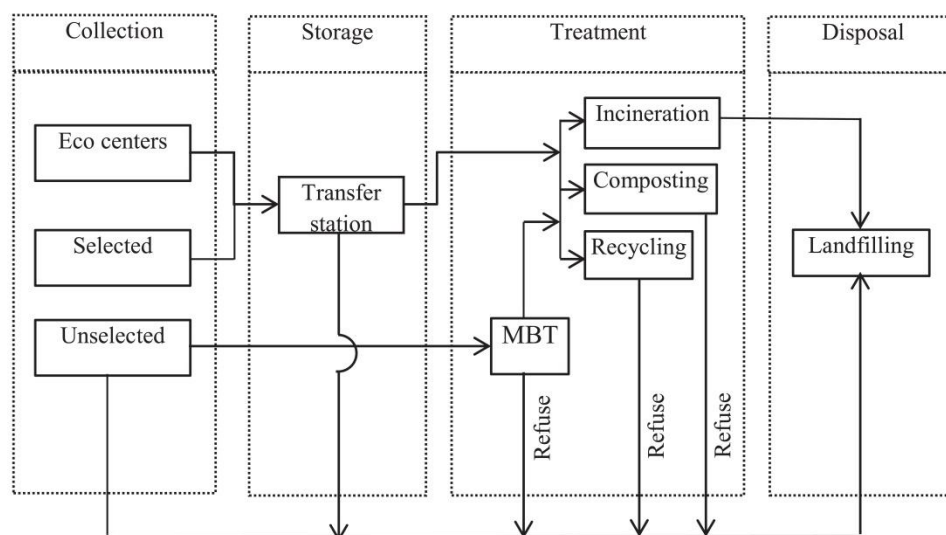 Collection
Storage
Treatment
Disposal
Eco centers
Selected
Unselected
Transfer
station
Incineration
Composting
Recycling
MBT
Refuse
Refuse
Refuse
Landfilling